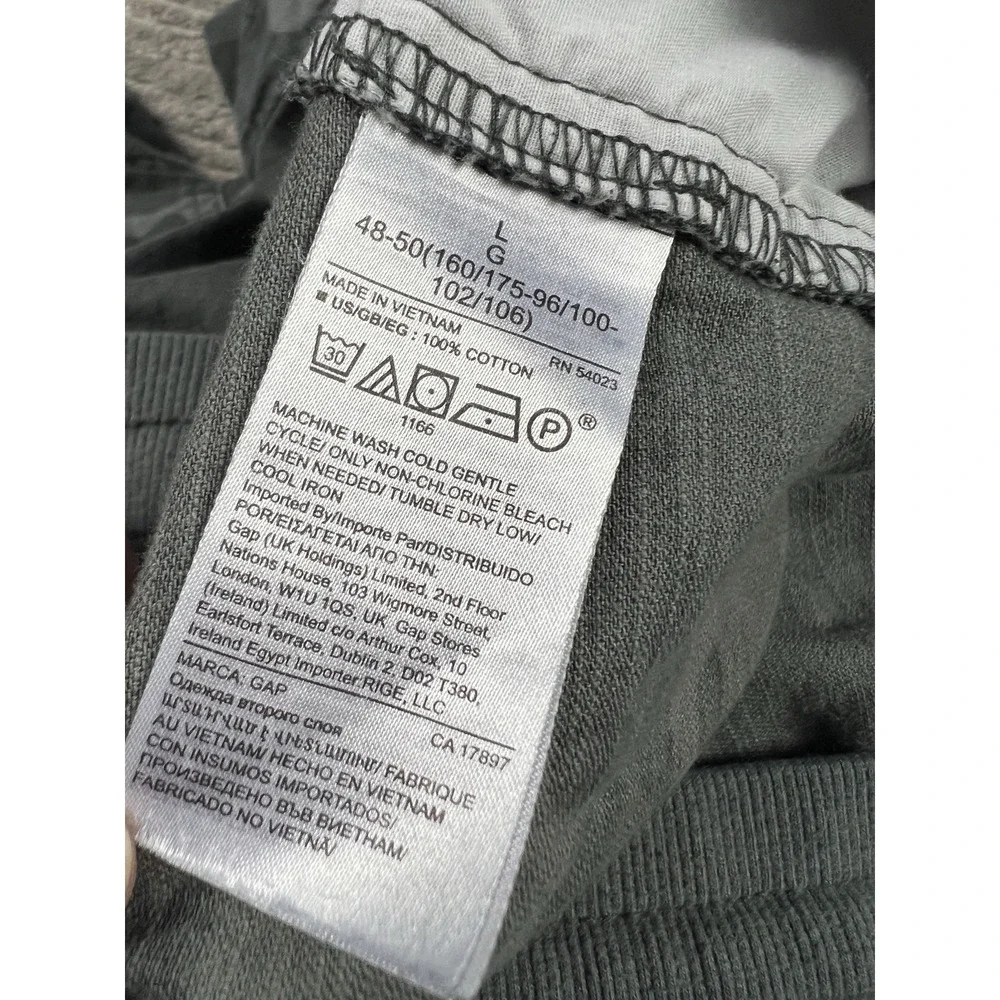 L
G
48-50(160/175-96/100-
102/106)
MADE IN VIETNAM
RN 54023
■ US/GB/EG : 100% COTTON
30
P
®
1166
MACHINE WASH COLD GENTLE
CYCLE/ ONLY NON-CHLORINE BLEACH
WHEN NEEDED/ TUMBLE DRY LOW/
COOL IRON
Imported By/Importe Par/DISTRIBUIDO
POR/ΕΙΣΑΓΕΤΑΙ ΑΠΟ ΤΗΝ:
Gap (UK Holdings) Limited, 2nd Floor
Nations House, 103 Wigmore Street,
London, W1U 1QS, UK, Gap Stores
(Ireland) Limited c/o Arthur Cox, 10
Earlsfort Terrace, Dublin 2, D02 T380,
Ireland Egypt Importer:RIGE, LLC
CA 17897
MARCA: GAP
Одежда второго слоя
FABRIQUE
AU VIETNAM/ HECHO EN VIETNAM
CON INSUMOS IMPORTADOS/
ПРОИЗВЕДЕНО ВЪВ ВИЕТНАМ/
FABRICADO NO VIETNÃ/